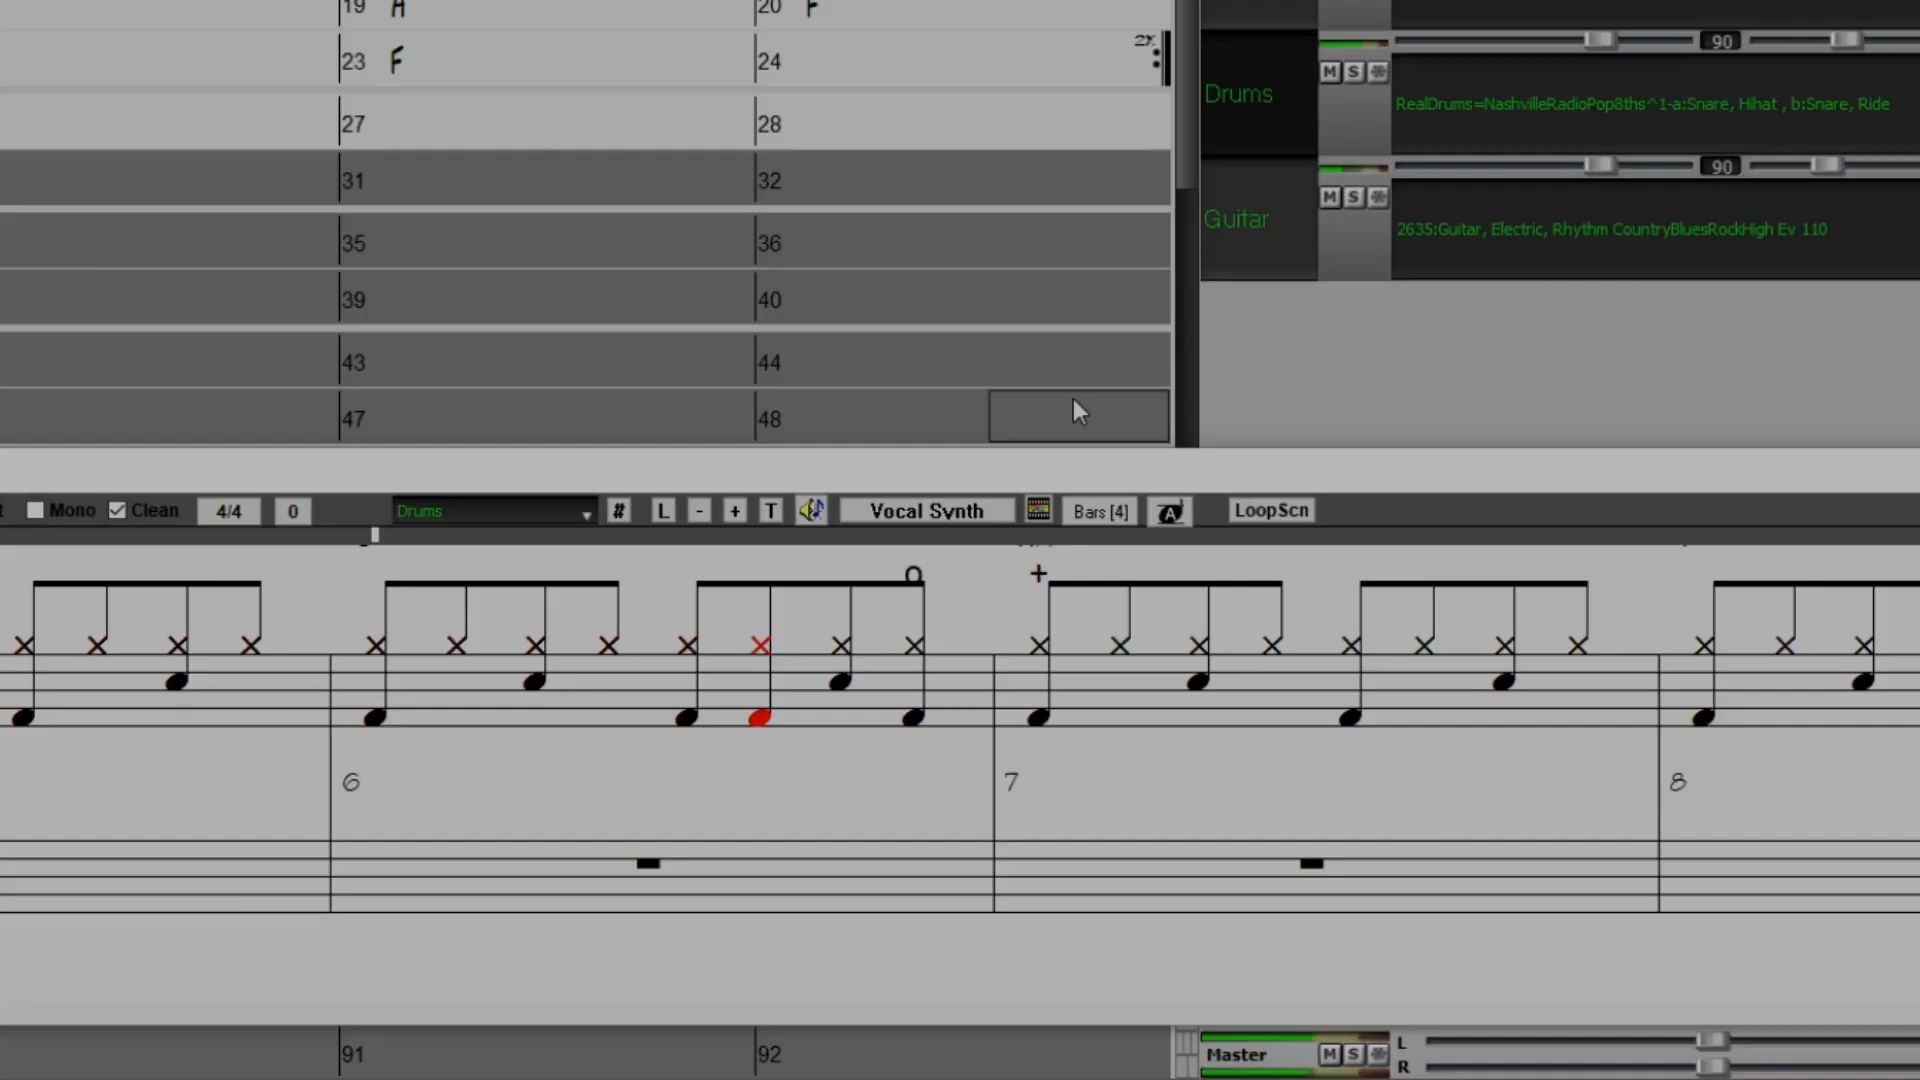 19 A 20 F
23 F 24 2x
27 28
31 32
35 36
39 40
43 44
47 48
90
Drums M S
RealDrums=NashvilleRadioPop8ths^1-a:Snare, Hihat , b:Snare, Ride
90
Guitar M S
2635:Guitar, Electric, Rhythm CountryBluesRockHigh Ev 110
Mono Clean 4/4 0 Drums # L - + T Vocal Synth Bars [4] A LoopScn
o +
6 7 8
91 92
Master M S L
R